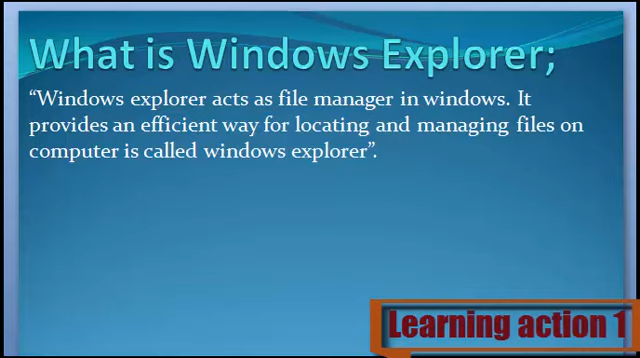 What is Windows Explorer;
“Windows explorer acts as file manager in windows. It
provides an efficient way for locating and managing files on
computer is called windows explorer”.
Learning action 1